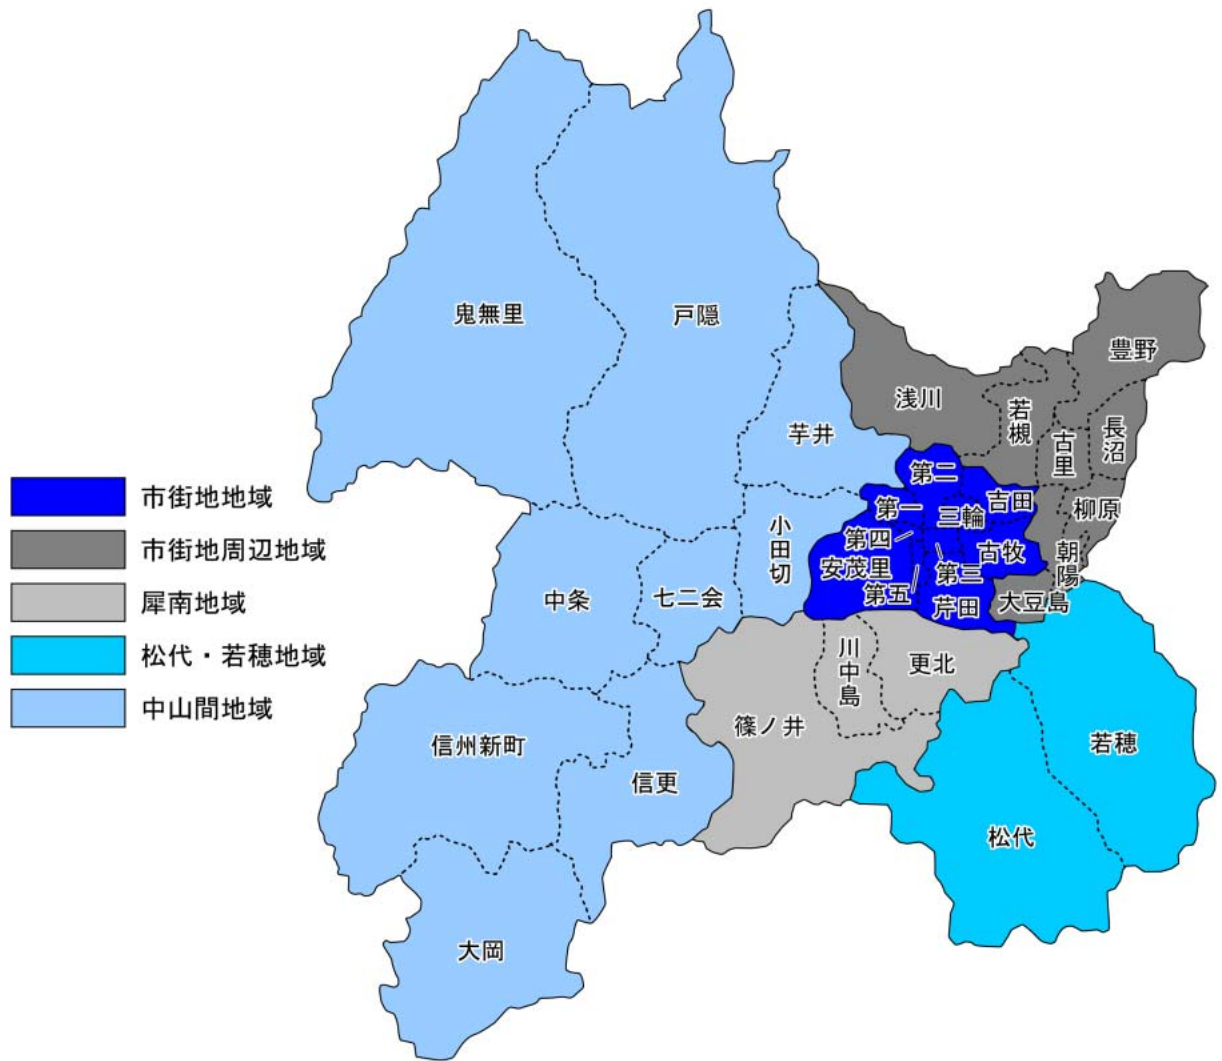 鬼無里
戸隠
豊野
浅川
若槻
長沼
芋井
古里
第二
市街地地域
第一
三輪
吉田
柳原
小田切
第四
市街地周辺地域
古牧
朝陽
安茂里
第三
第五
中条
七二会
芹田
大豆島
犀南地域
川中島
更北
松代・若穂地域
中山間地域
篠ノ井
信州新町
若穂
信更
松代
大岡